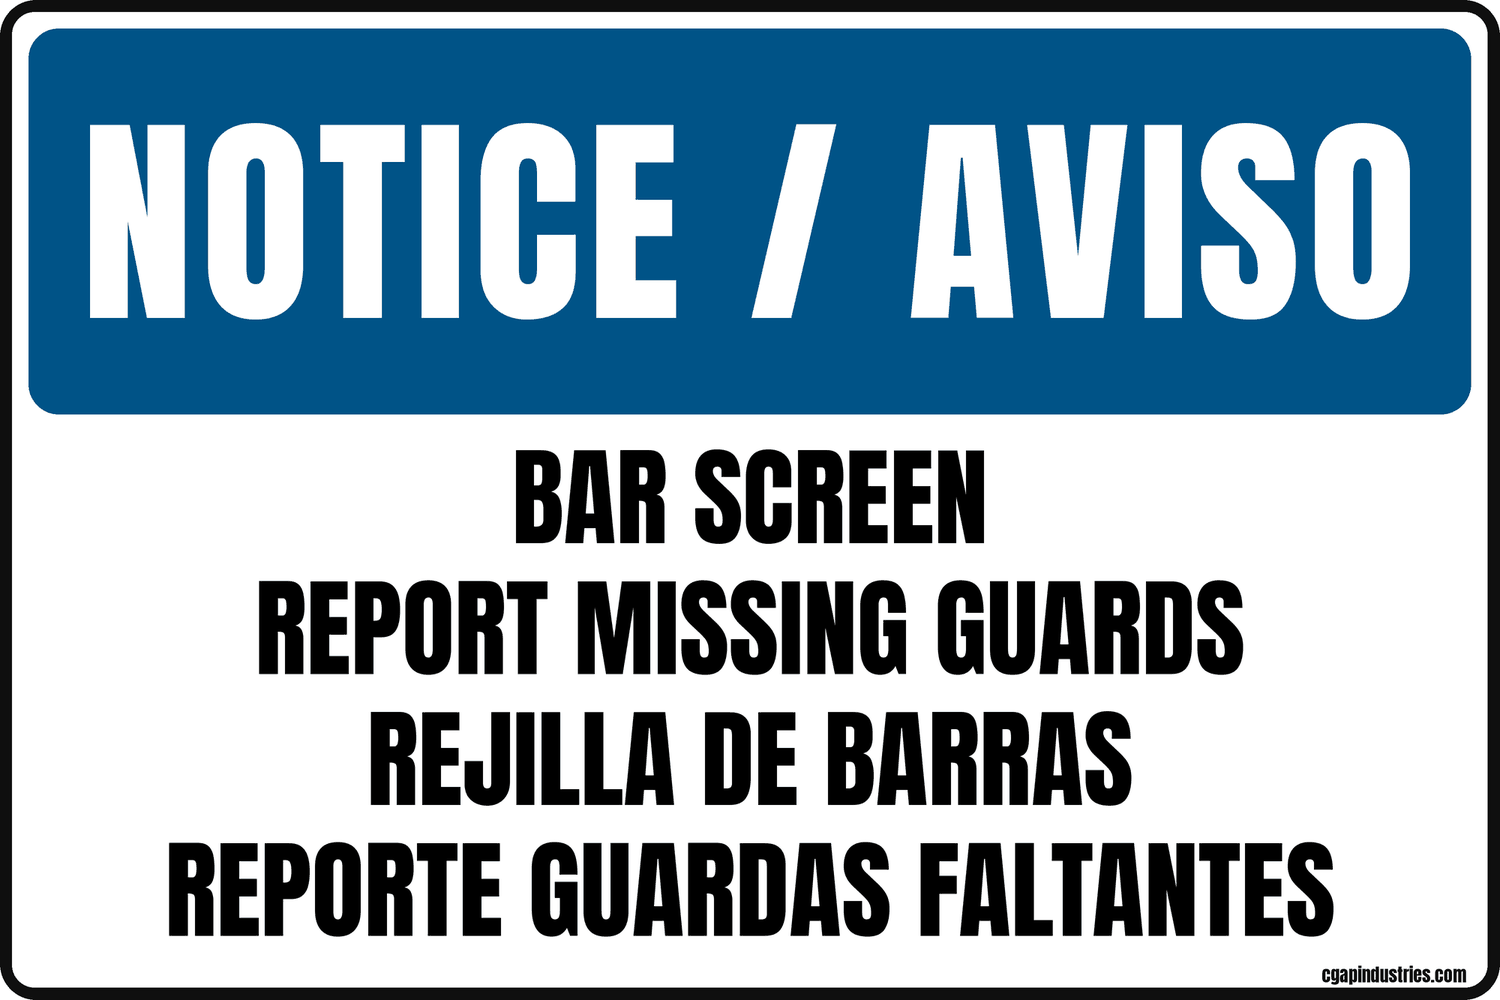 NOTICE / AVISO
BAR SCREEN
REPORT MISSING GUARDS
REJILLA DE BARRAS
REPORTE GUARDAS FALTANTES
cgapindustries.com